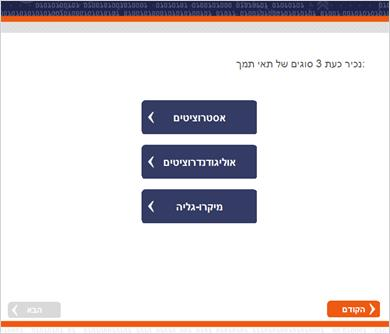 נכיר כעת 3 סוגים של תאי תמך:
אסטרוציטים
אוליגודנדרוציטים
מיקרו-גליה
הקודם
הבא